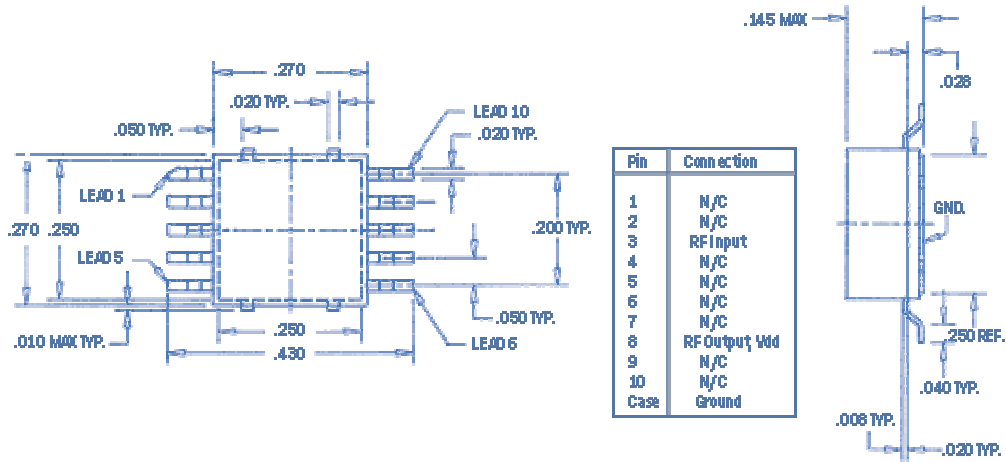 .145 MAX
.270
.028
.020 TYP.
LEAD 10
.050 TYP.
.020 TYP.
Pin Connection
LEAD 1
1 N/C
2 N/C
3 RF Input
4 N/C
5 N/C
6 N/C
7 N/C
8 RF Output, Vdd
9 N/C
10 N/C
Case Ground
GND.
.270 .250
.200 TYP.
LEAD 5
.050 TYP.
.250
.010 MAX TYP.
LEAD 6
.430
.250 REF.
.040 TYP.
.008 TYP.
.020 TYP.